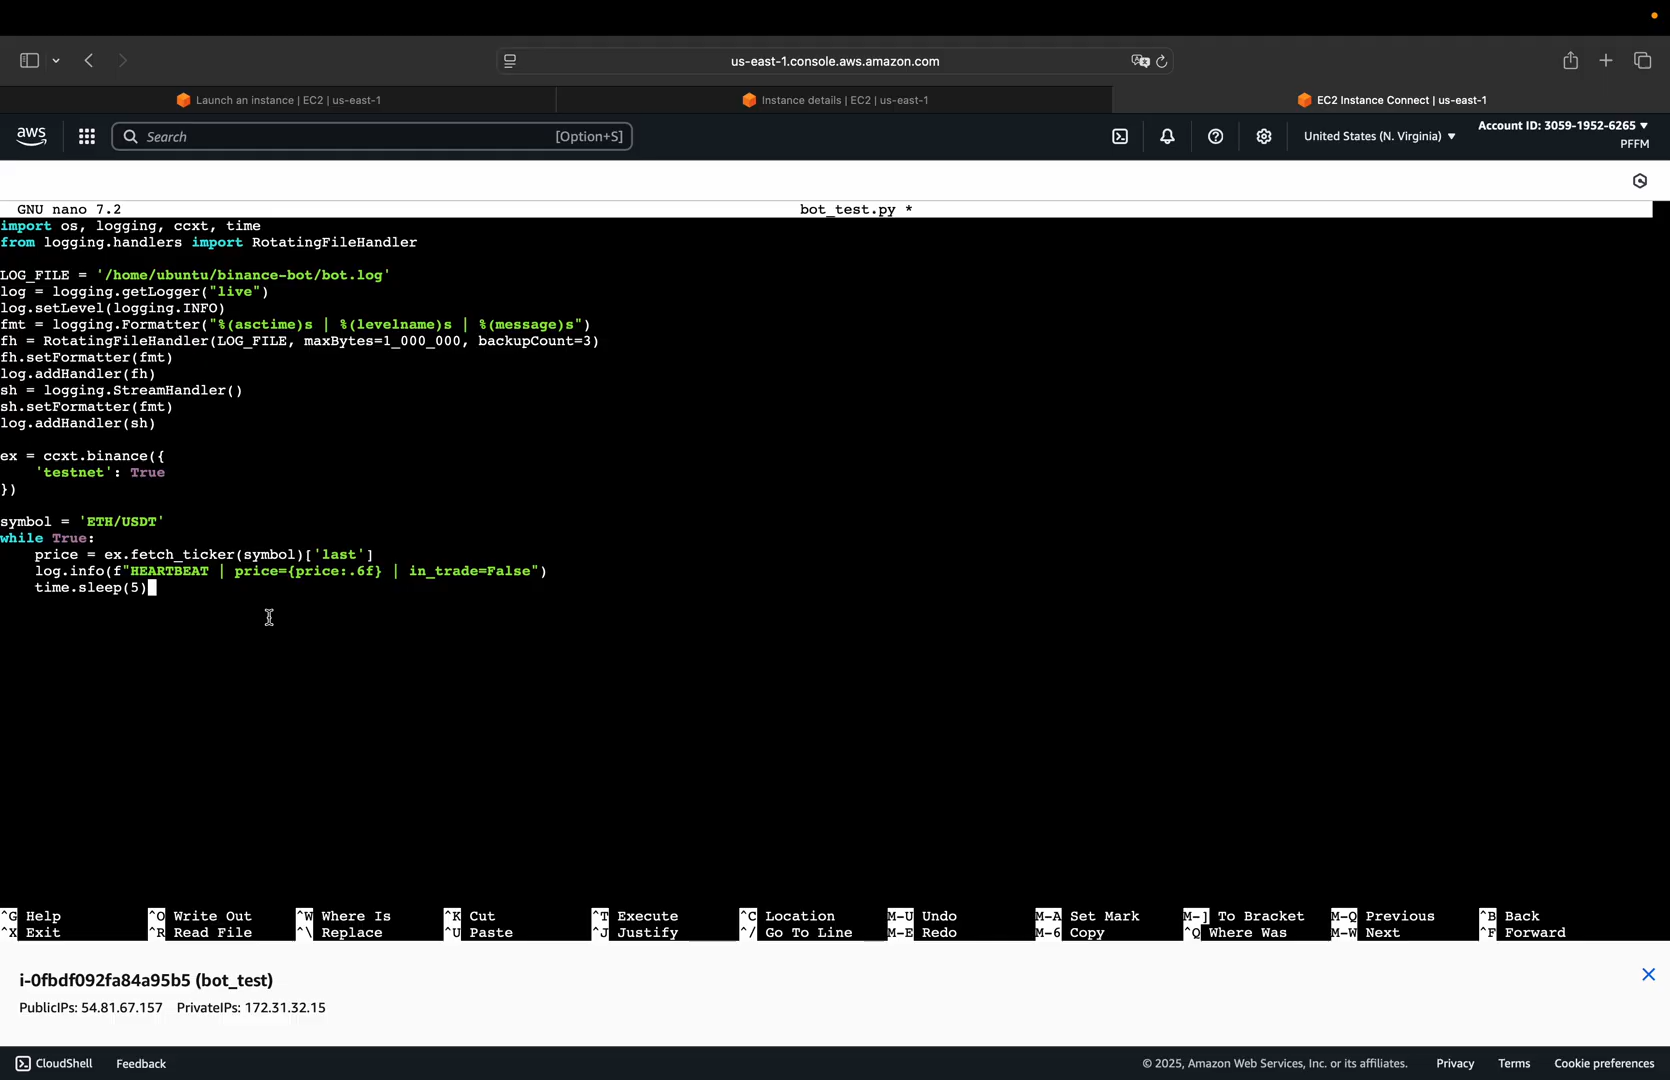 us-east-1.console.aws.amazon.com
Launch an instance | EC2 | us-east-1
Instance details | EC2 | us-east-1
EC2 Instance Connect | us-east-1
aws
Search
[Option+S]
United States (N. Virginia)
Account ID: 3059-1952-6265
PFFM
GNU nano 7.2
bot_test.py *
import os, logging, ccxt, time
from logging.handlers import RotatingFileHandler
LOG_FILE = '/home/ubuntu/binance-bot/bot.log'
log = logging.getLogger("live")
log.setLevel(logging.INFO)
fmt = logging.Formatter("%(asctime)s | %(levelname)s | %(message)s")
fh = RotatingFileHandler(LOG_FILE, maxBytes=1_000_000, backupCount=3)
fh.setFormatter(fmt)
log.addHandler(fh)
sh = logging.StreamHandler()
sh.setFormatter(fmt)
log.addHandler(sh)
ex = ccxt.binance({
    'testnet': True
})
symbol = 'ETH/USDT'
while True:
    price = ex.fetch_ticker(symbol)['last']
    log.info(f"HEARTBEAT | price={price:.6f} | in_trade=False")
    time.sleep(5)
^G Help ^O Write Out ^W Where Is ^K Cut ^T Execute ^C Location M-U Undo M-A Set Mark M-] To Bracket M-Q Previous ^B Back
^X Exit ^R Read File ^\ Replace ^U Paste ^J Justify ^/ Go To Line M-E Redo M-6 Copy ^Q Where Was M-W Next ^F Forward
i-0fbdf092fa84a95b5 (bot_test)
PublicIPs: 54.81.67.157 PrivateIPs: 172.31.32.15
CloudShell Feedback © 2025, Amazon Web Services, Inc. or its affiliates. Privacy Terms Cookie preferences